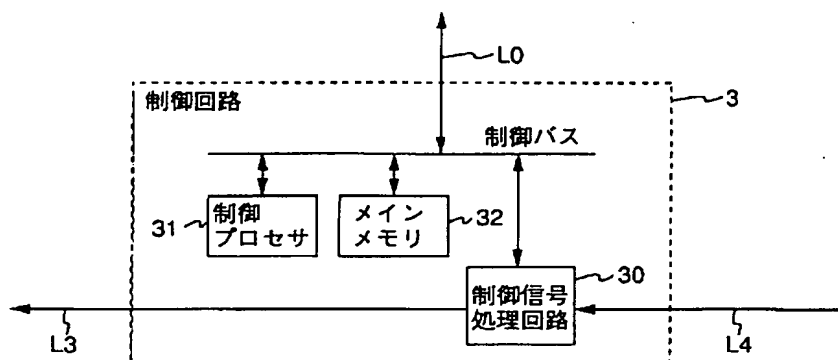 L0
制御回路
3
制御バス
31
制御
プロセサ
メイン
メモリ
32
30
制御信号
処理回路
L3
L4